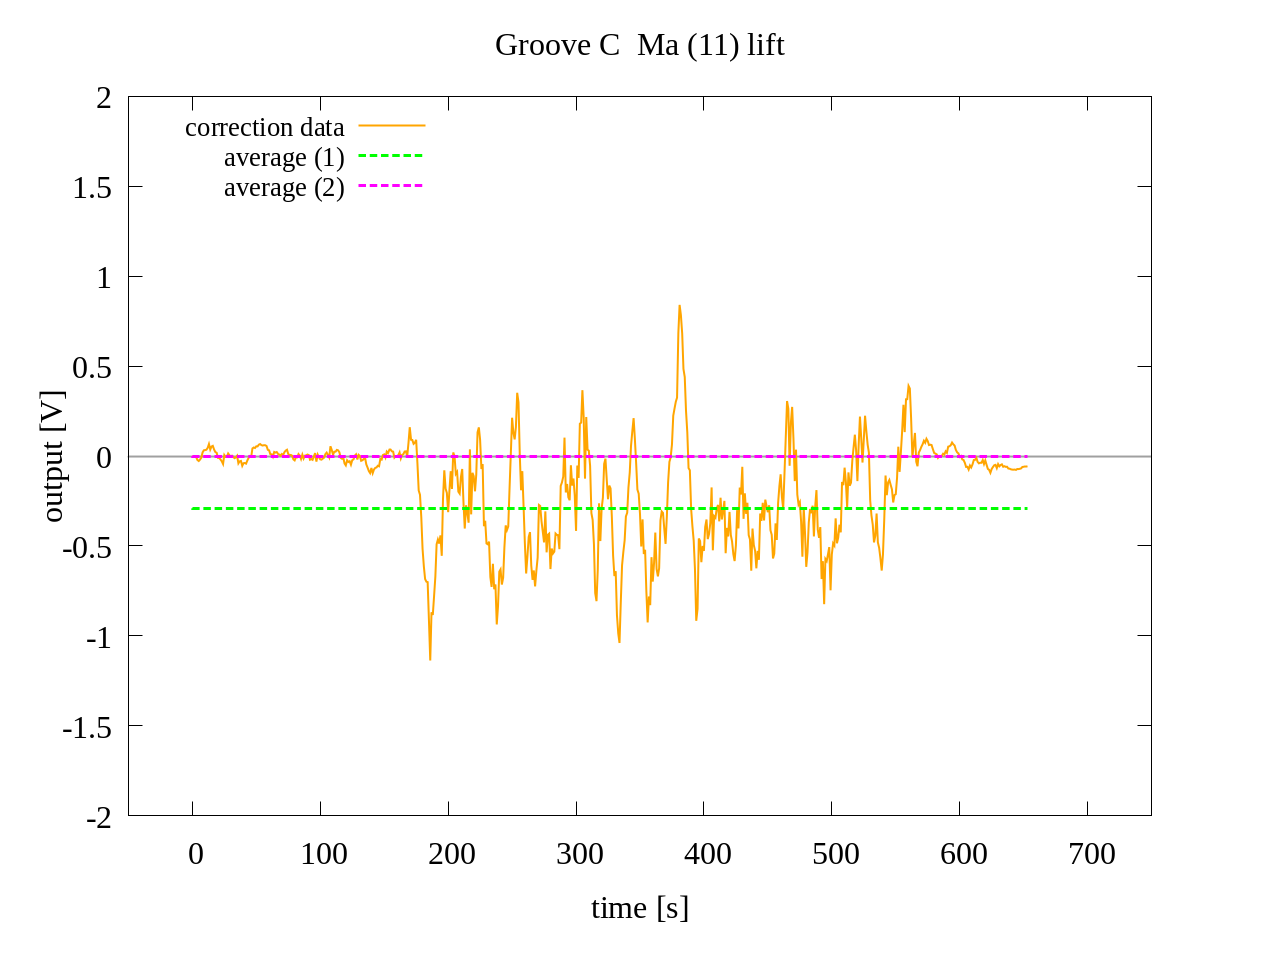 Groove C  Ma (11) lift
correction data
average (1)
average (2)
output [V]
2
1.5
1
0.5
0
-0.5
-1
-1.5
-2
0 100 200 300 400 500 600 700
time [s]